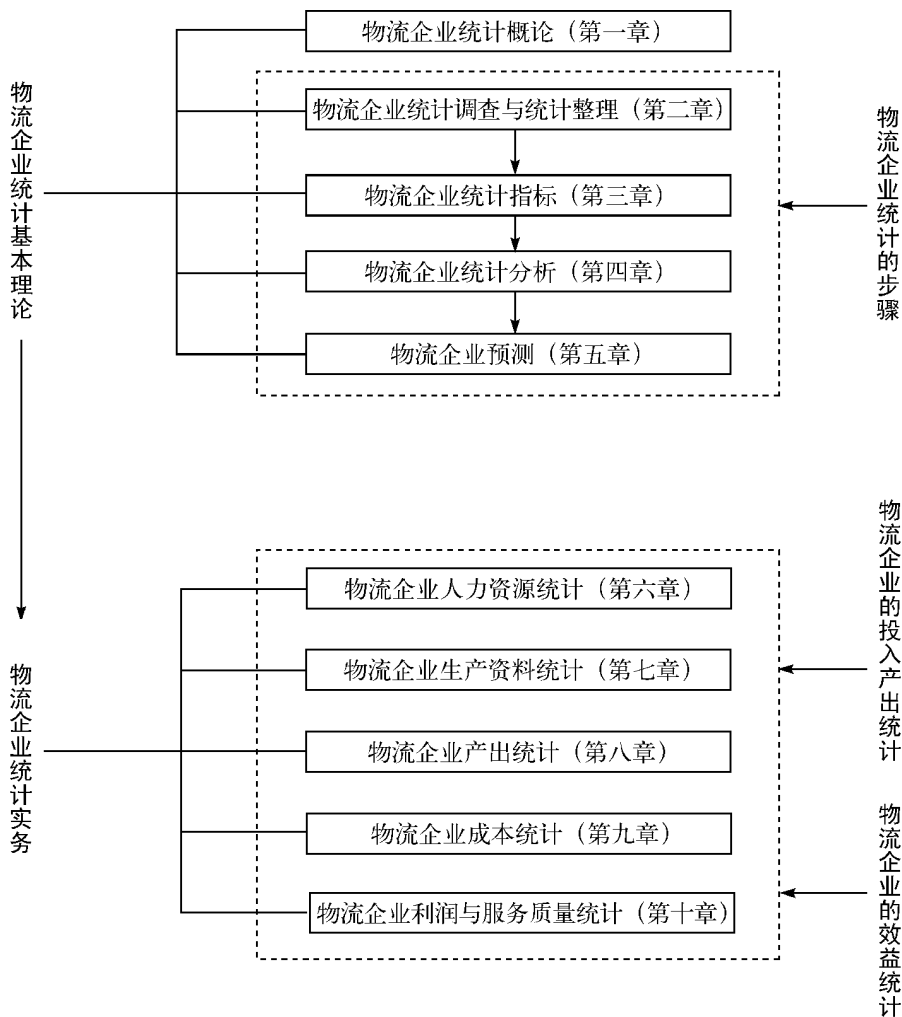 物流企业统计基本理论
物流企业统计概论（第一章）
物流企业统计调查与统计整理（第二章）
物流企业统计指标（第三章）
物流企业统计分析（第四章）
物流企业预测（第五章）
物流企业统计的步骤
物流企业统计实务
物流企业人力资源统计（第六章）
物流企业生产资料统计（第七章）
物流企业产出统计（第八章）
物流企业成本统计（第九章）
物流企业利润与服务质量统计（第十章）
物流企业的投入产出统计
物流企业的效益统计